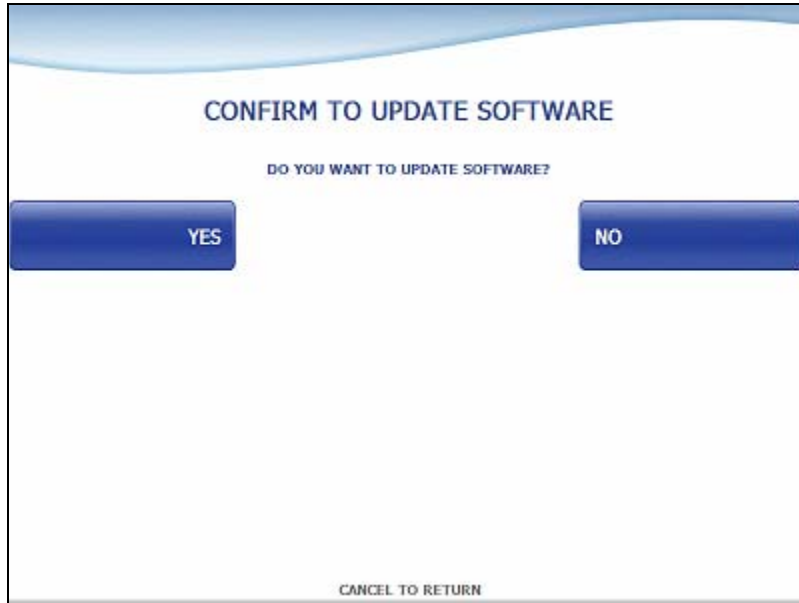 CONFIRM TO UPDATE SOFTWARE
DO YOU WANT TO UPDATE SOFTWARE?
YES
NO
CANCEL TO RETURN